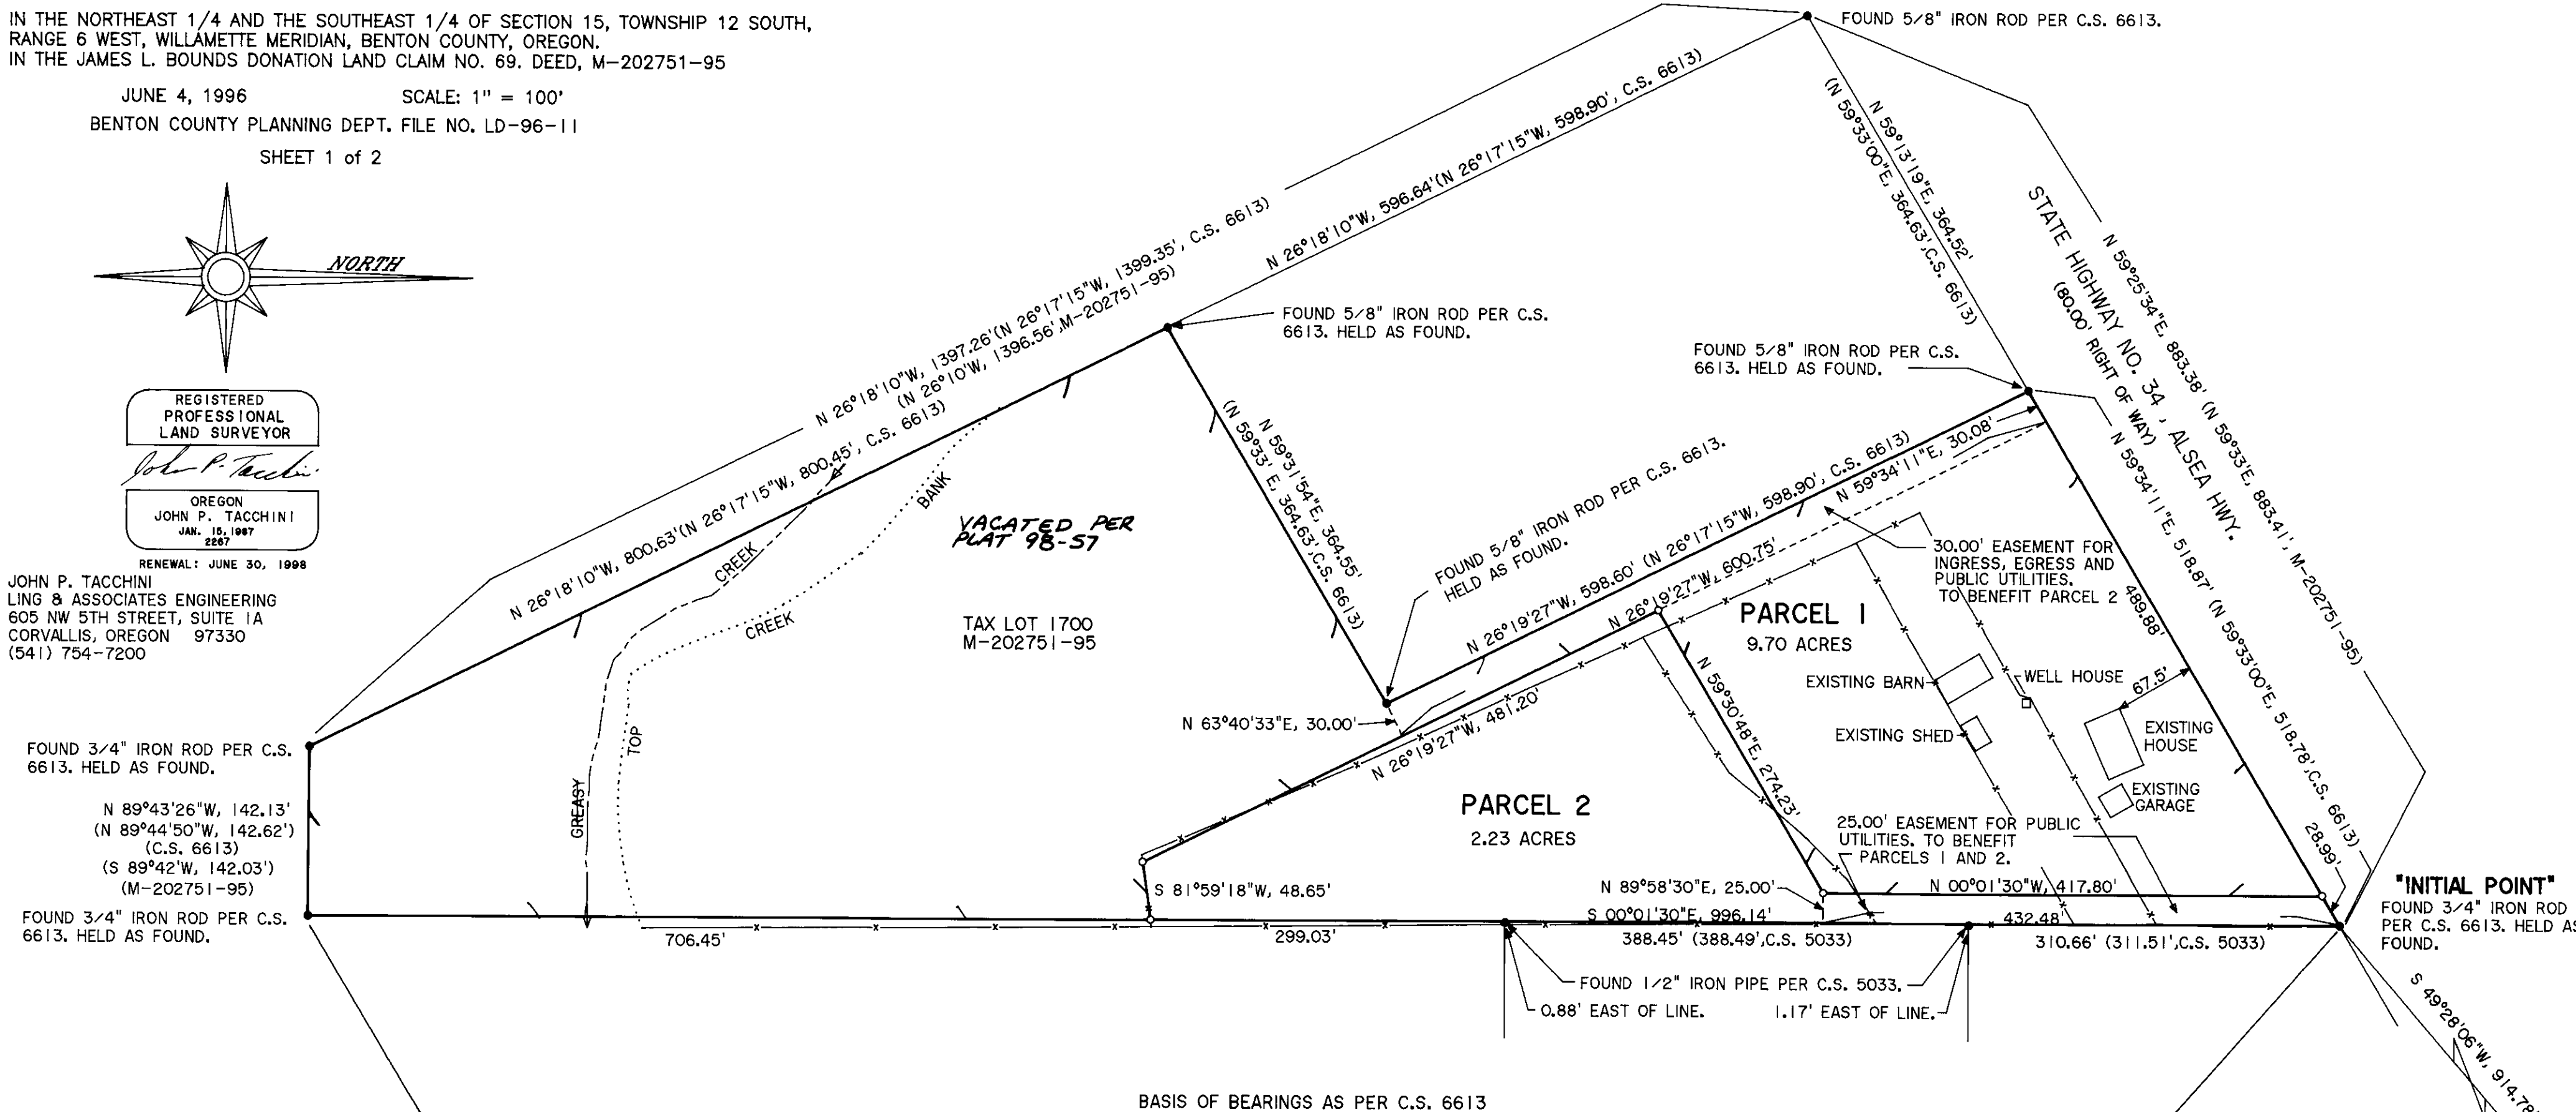 IN THE NORTHEAST 1/4 AND THE SOUTHEAST 1/4 OF SECTION 15, TOWNSHIP 12 SOUTH,
RANGE 6 WEST, WILLAMETTE MERIDIAN, BENTON COUNTY, OREGON.
IN THE JAMES L. BOUNDS DONATION LAND CLAIM NO. 69. DEED, M-202751-95
JUNE 4, 1996 SCALE: 1" = 100'
BENTON COUNTY PLANNING DEPT. FILE NO. LD-96-11
SHEET 1 of 2
NORTH
REGISTERED
PROFESSIONAL
LAND SURVEYOR
John P. Tacchini
OREGON
JOHN P. TACCHINI
JAN. 15, 1987
2267
RENEWAL: JUNE 30, 1998
JOHN P. TACCHINI
LING & ASSOCIATES ENGINEERING
605 NW 5TH STREET, SUITE 1A
CORVALLIS, OREGON 97330
(541) 754-7200
FOUND 3/4" IRON ROD PER C.S.
6613. HELD AS FOUND.
N 89°43'26"W, 142.13'
(N 89°44'50"W, 142.62')
(C.S. 6613)
(S 89°42'W, 142.03')
(M-202751-95)
FOUND 3/4" IRON ROD PER C.S.
6613. HELD AS FOUND.
N 26°18'10"W, 1397.26'(N 26°17'15"W, 1399.35', C.S. 6613)
(N 26°10'W, 1396.56',M-202751-95)
N 26°18'10"W, 800.63'(N 26°17'15"W, 800.45', C.S. 6613)
N 26°18'10"W, 596.64'(N 26°17'15"W, 598.90', C.S. 6613)
FOUND 5/8" IRON ROD PER C.S. 6613.
N 59°13'19"E, 364.52'
(N 59°33'00"E, 364.63',C.S. 6613)
STATE HIGHWAY NO. 34 , ALSEA HWY.
(80.00' RIGHT OF WAY)
N 59°25'34"E, 883.38' (N 59°33'E, 883.41', M-202751-95)
N 59°34'11"E, 518.87' (N 59°33'00"E, 518.78',C.S. 6613)
FOUND 5/8" IRON ROD PER C.S.
6613. HELD AS FOUND.
FOUND 5/8" IRON ROD PER C.S.
6613. HELD AS FOUND.
N 59°31'54"E, 364.55'
(N 59°33' E, 364.63',C.S. 6613)
FOUND 5/8" IRON ROD PER C.S. 6613.
HELD AS FOUND.
N 26°19'27"W, 598.60' (N 26°17'15"W, 598.90', C.S. 6613)
N 59°34'11"E, 30.08'
N 26°19'27"W, 600.75'
30.00' EASEMENT FOR
INGRESS, EGRESS AND
PUBLIC UTILITIES.
TO BENEFIT PARCEL 2
489.88'
CREEK
BANK
CREEK
TOP
GREASY
VACATED PER
PLAT 98-57
TAX LOT 1700
M-202751-95
PARCEL 1
9.70 ACRES
EXISTING BARN
WELL HOUSE
67.5'
EXISTING SHED
EXISTING
HOUSE
EXISTING
GARAGE
N 63°40'33"E, 30.00'
N 26°19'27"W, 481.20'
N 59°30'48"E, 274.23'
PARCEL 2
2.23 ACRES
25.00' EASEMENT FOR PUBLIC
UTILITIES. TO BENEFIT
PARCELS 1 AND 2.
28.99'
S 81°59'18"W, 48.65'
N 89°58'30"E, 25.00'
N 00°01'30"W, 417.80'
S 00°01'30"E, 996.14'
432.48'
"INITIAL POINT"
FOUND 3/4" IRON ROD
PER C.S. 6613. HELD AS
FOUND.
706.45'
299.03'
388.45' (388.49',C.S. 5033)
310.66' (311.51',C.S. 5033)
FOUND 1/2" IRON PIPE PER C.S. 5033.
0.88' EAST OF LINE.
1.17' EAST OF LINE.
S 49°28'06"W, 914.78'
BASIS OF BEARINGS AS PER C.S. 6613